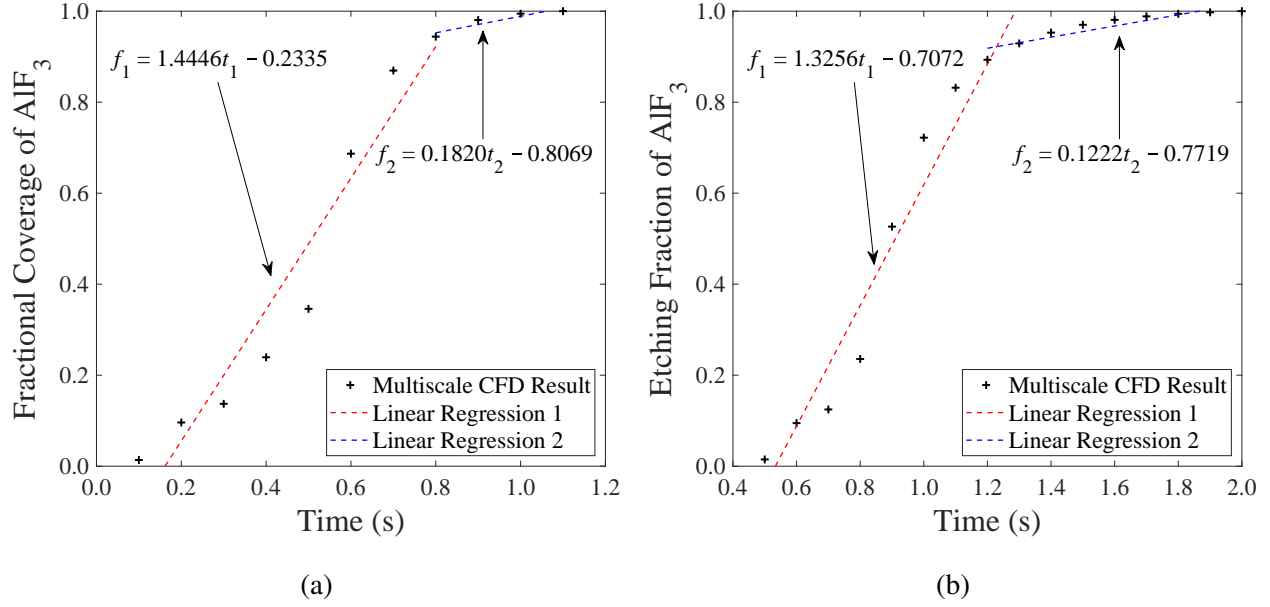 1.0
0.8
0.6
0.4
0.2
0.0
0.0 0.2 0.4 0.6 0.8 1.0 1.2
Fractional Coverage of AlF3
Time (s)
f1 = 1.4446t1 − 0.2335
f2 = 0.1820t2 − 0.8069
Multiscale CFD Result
Linear Regression 1
Linear Regression 2
(a)
1.0
0.8
0.6
0.4
0.2
0.0
0.4 0.6 0.8 1.0 1.2 1.4 1.6 1.8 2.0
Etching Fraction of AlF3
Time (s)
f1 = 1.3256t1 − 0.7072
f2 = 0.1222t2 − 0.7719
Multiscale CFD Result
Linear Regression 1
Linear Regression 2
(b)